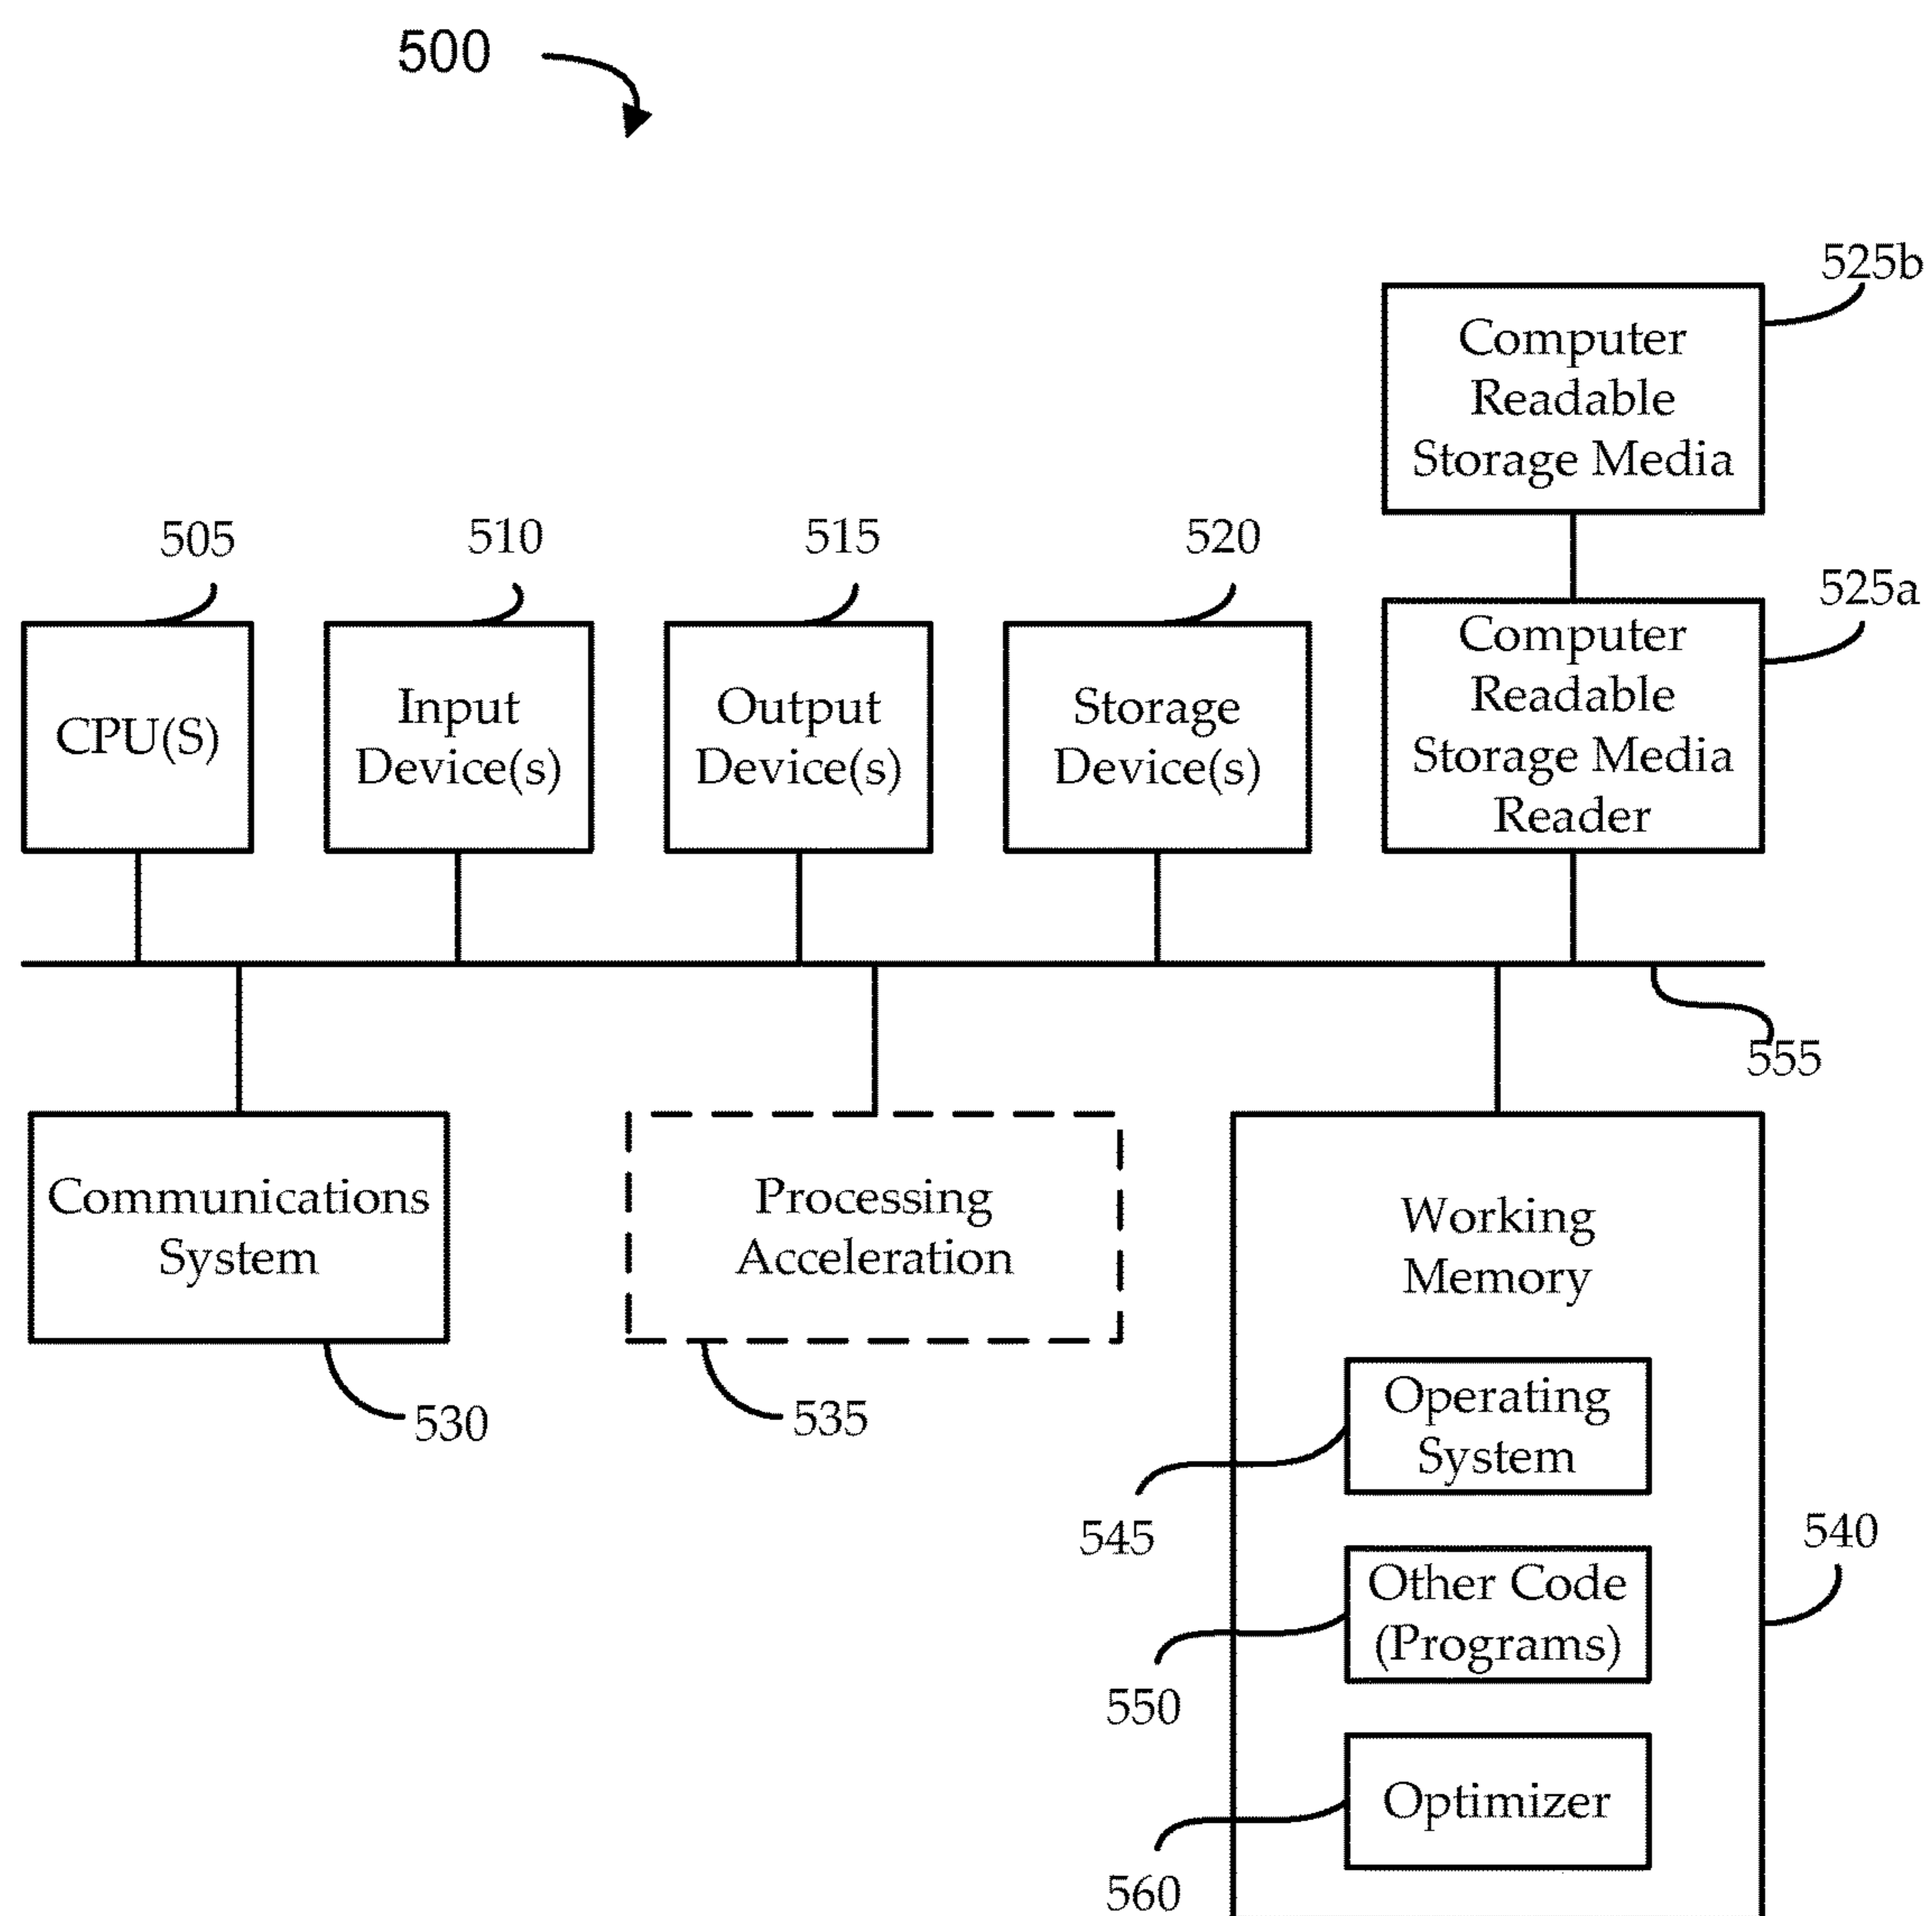 500
525b
Computer
Readable
Storage Media
505
510
515
520
525a
CPU(S)
Input
Device(s)
Output
Device(s)
Storage
Device(s)
Computer
Readable
Storage Media
Reader
555
Communications
System
Processing
Acceleration
Working
Memory
530
535
Operating
System
545
540
Other Code
(Programs)
550
Optimizer
560